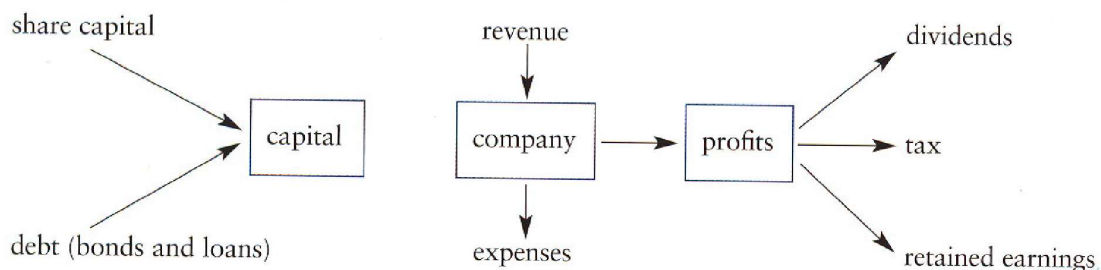 share capital
debt (bonds and loans)
capital
revenue
company
expenses
profits
dividends
tax
retained earnings